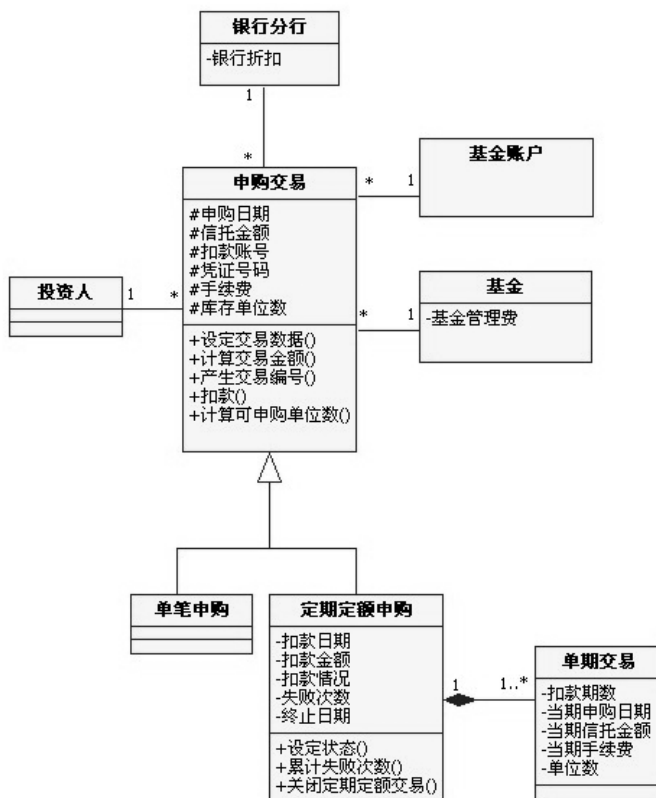 银行分行
-银行折扣
1
*
申购交易
#申购日期
#信托金额
#扣款账号
#凭证号码
#手续费
#库存单位数
+设定交易数据()
+计算交易金额()
+产生交易编号()
+扣款()
+计算可申购单位数()
* 1
基金账户
投资人
1 *
* 1
基金
-基金管理费
单笔申购
定期定额申购
-扣款日期
-扣款金额
-扣款情况
-失败次数
-终止日期
+设定状态()
+累计失败次数()
+关闭定期定额交易()
1 1..*
单期交易
-扣款期数
-当期申购日期
-当期信托金额
-当期手续费
-单位数